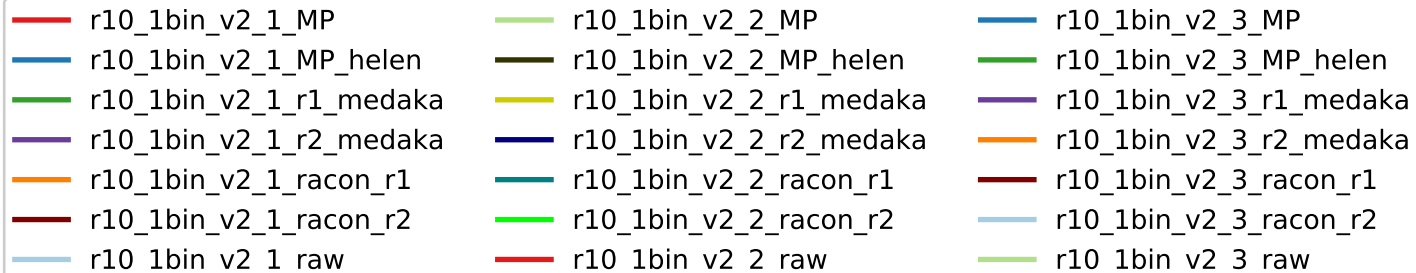 r10_1bin_v2_1_MP
r10_1bin_v2_1_MP_helen
r10_1bin_v2_1_r1_medaka
r10_1bin_v2_1_r2_medaka
r10_1bin_v2_1_racon_r1
r10_1bin_v2_1_racon_r2
r10_1bin_v2_1_raw
r10_1bin_v2_2_MP
r10_1bin_v2_2_MP_helen
r10_1bin_v2_2_r1_medaka
r10_1bin_v2_2_r2_medaka
r10_1bin_v2_2_racon_r1
r10_1bin_v2_2_racon_r2
r10_1bin_v2_2_raw
r10_1bin_v2_3_MP
r10_1bin_v2_3_MP_helen
r10_1bin_v2_3_r1_medaka
r10_1bin_v2_3_r2_medaka
r10_1bin_v2_3_racon_r1
r10_1bin_v2_3_racon_r2
r10_1bin_v2_3_raw